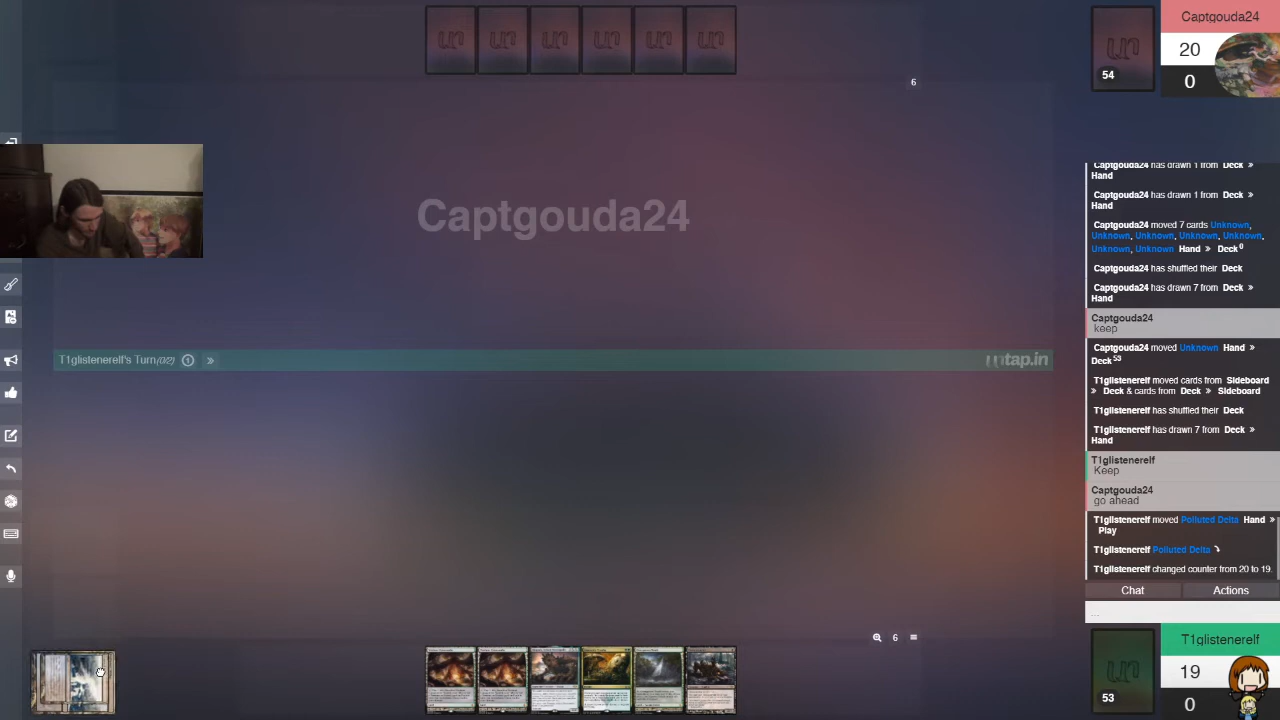 Captgouda24
20
54
0
6
Captgouda24 has drawn 1 from Deck »
Hand
Captgouda24 has drawn 1 from Deck »
Hand
Captgouda24 moved 7 cards Unknown,
Unknown, Unknown, Unknown, Unknown,
Unknown, Unknown Hand » Deck 0
Captgouda24 has shuffled their Deck
Captgouda24 has drawn 7 from Deck »
Hand
Captgouda24
keep
Captgouda24 moved Unknown Hand »
Deck 53
T1glistenerelf moved cards from Sideboard
» Deck & cards from Deck » Sideboard
T1glistenerelf has shuffled their Deck
T1glistenerelf has drawn 7 from Deck »
Hand
T1glistenerelf
Keep
Captgouda24
go ahead
T1glistenerelf moved Polluted Delta Hand »
Play
T1glistenerelf Polluted Delta
T1glistenerelf changed counter from 20 to 19.
Chat Actions
...
Captgouda24
T1glistenerelf's Turn
1 »
untap.in
6
T1glistenerelf
19
53
0